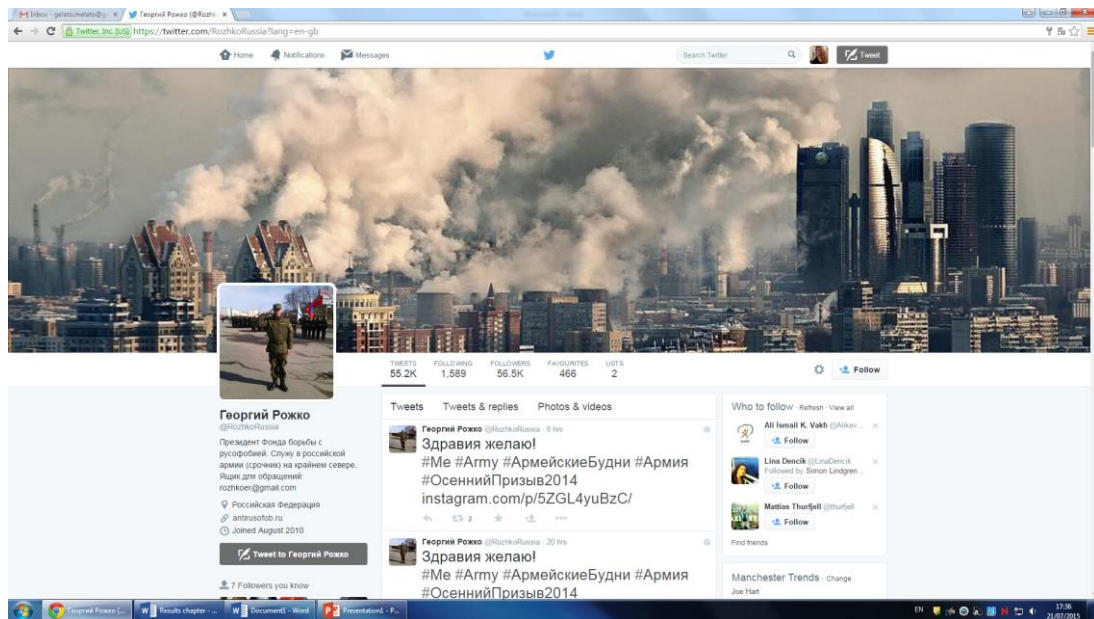 Inbox - gelato.melato@g
Георгий Рожко (@Rozhk
Twitter, Inc. [US] https://twitter.com/RozhkoRussia?lang=en-gb
Home Notifications Messages Search Twitter Tweet
TWEETS FOLLOWING FOLLOWERS FAVOURITES LISTS
55.2K 1,589 56.5K 466 2
Follow
Георгий Рожко
@RozhkoRussia
Президент Фонда борьбы с
русофобией. Служу в российской
армии (срочник) на крайнем севере.
Ящик для обращений:
rozhkoer@gmail.com
Российская Федерация
antirusofob.ru
Joined August 2010
Tweet to Георгий Рожко
7 Followers you know
Tweets Tweets & replies Photos & videos
Георгий Рожко @RozhkoRussia · 6 hrs
Здравия желаю!
#Me #Army #АрмейскиеБудни #Армия
#ОсеннийПризыв2014
instagram.com/p/5ZGL4yuBzC/
2
Георгий Рожко @RozhkoRussia · 20 hrs
Здравия желаю!
#Me #Army #АрмейскиеБудни #Армия
#ОсеннийПризыв2014
Who to follow · Refresh · View all
Ali Ismail K. Vakfı @Alikev...
Follow
Lina Dencik @LinaDencik
Followed by Simon Lindgren...
Follow
Mattias Thurfjell @thurfjell
Follow
Find friends
Manchester Trends · Change
Joe Hart
Георгий Рожко (...
Results chapter - ...
Document1 - Word
Presentation1 - P...
EN
17:36
21/07/2015